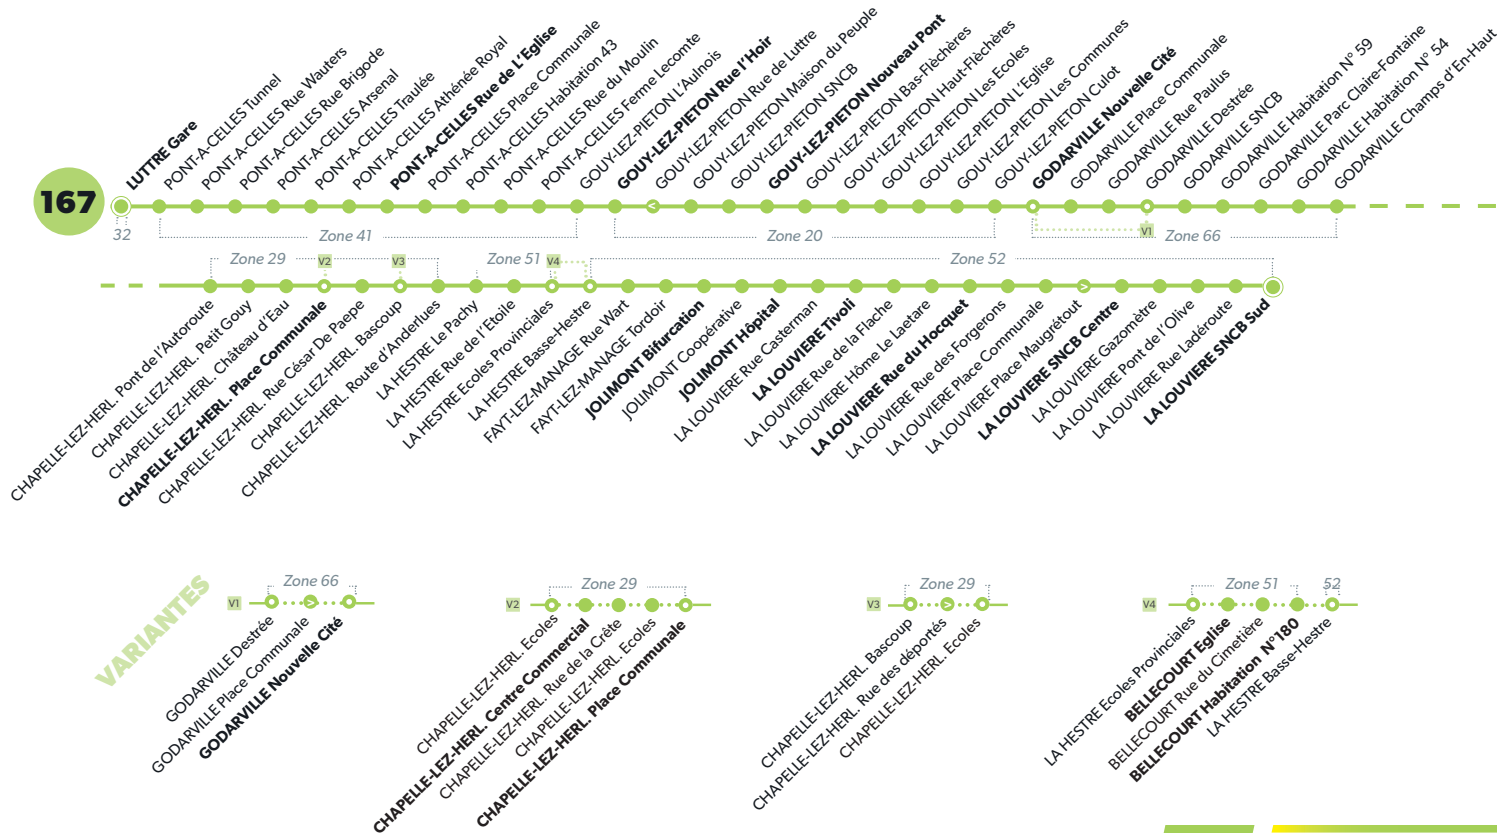 167
LUTTRE Gare
PONT-A-CELLES Tunnel
PONT-A-CELLES Rue Wauters
PONT-A-CELLES Rue Brigode
PONT-A-CELLES Arsenal
PONT-A-CELLES Traulée
PONT-A-CELLES Athénée Royal
PONT-A-CELLES Rue de L'Eglise
PONT-A-CELLES Place Communale
PONT-A-CELLES Habitation 43
PONT-A-CELLES Rue du Moulin
PONT-A-CELLES Ferme Lecomte
GOUY-LEZ-PIETON L'Aulnois
GOUY-LEZ-PIETON Rue l'Hoir
GOUY-LEZ-PIETON Rue de Luttre
GOUY-LEZ-PIETON Maison du Peuple
GOUY-LEZ-PIETON SNCB
GOUY-LEZ-PIETON Nouveau Pont
GOUY-LEZ-PIETON Bas-Flèchères
GOUY-LEZ-PIETON Haut-Flèchères
GOUY-LEZ-PIETON Les Ecoles
GOUY-LEZ-PIETON L'Eglise
GOUY-LEZ-PIETON Les Communes
GOUY-LEZ-PIETON Culot
GODARVILLE Nouvelle Cité
GODARVILLE Place Communale
GODARVILLE Rue Paulus
GODARVILLE Destrée
GODARVILLE SNCB
GODARVILLE Habitation N° 59
GODARVILLE Parc Claire-Fontaine
GODARVILLE Habitation N° 54
GODARVILLE Champs d'En-Haut
32
Zone 41
Zone 20
V1
Zone 66
Zone 29
V2
V3
Zone 51
V4
Zone 52
CHAPELLE-LEZ-HERL. Pont de l'Autoroute
CHAPELLE-LEZ-HERL. Petit Gouy
CHAPELLE-LEZ-HERL. Château d'Eau
CHAPELLE-LEZ-HERL. Place Communale
CHAPELLE-LEZ-HERL. Rue César De Paepe
CHAPELLE-LEZ-HERL. Bascoup
CHAPELLE-LEZ-HERL. Route d'Anderlues
LA HESTRE Le Pachy
LA HESTRE Rue de l'Etoile
LA HESTRE Ecoles Provinciales
LA HESTRE Basse-Hestre
FAYT-LEZ-MANAGE Rue Wart
FAYT-LEZ-MANAGE Tordoir
JOLIMONT Bifurcation
JOLIMONT Coopérative
JOLIMONT Hôpital
LA LOUVIERE Rue Casterman
LA LOUVIERE Tivoli
LA LOUVIERE Rue de la Flache
LA LOUVIERE Hôme Le Laetare
LA LOUVIERE Rue du Hocquet
LA LOUVIERE Rue des Forgerons
LA LOUVIERE Place Communale
LA LOUVIERE Place Maugrétout
LA LOUVIERE SNCB Centre
LA LOUVIERE Gazomètre
LA LOUVIERE Pont de l'Olive
LA LOUVIERE Rue Ladéroute
LA LOUVIERE SNCB Sud
VARIANTES
V1
Zone 66
GODARVILLE Destrée
GODARVILLE Place Communale
GODARVILLE Nouvelle Cité
V2
Zone 29
CHAPELLE-LEZ-HERL. Ecoles
CHAPELLE-LEZ-HERL. Centre Commercial
CHAPELLE-LEZ-HERL. Rue de la Crête
CHAPELLE-LEZ-HERL. Ecoles
CHAPELLE-LEZ-HERL. Place Communale
V3
Zone 29
CHAPELLE-LEZ-HERL. Bascoup
CHAPELLE-LEZ-HERL. Rue des déportés
CHAPELLE-LEZ-HERL. Ecoles
V4
Zone 51
52
LA HESTRE Ecoles Provinciales
BELLECOURT Eglise
BELLECOURT Rue du Cimetière
BELLECOURT Habitation N°180
LA HESTRE Basse-Hestre